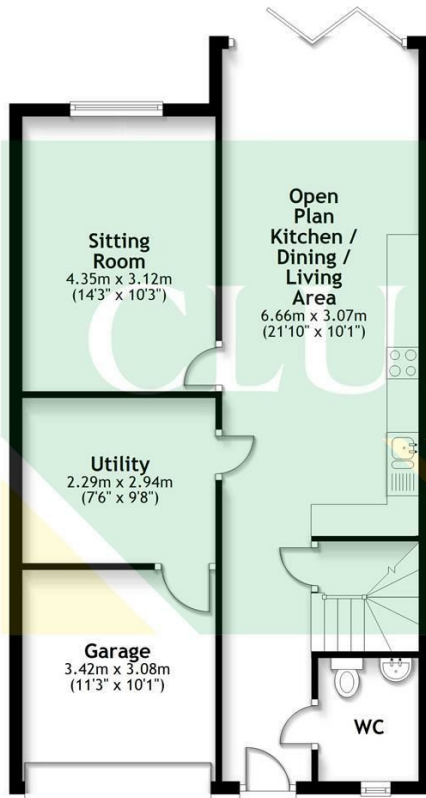 Open
Plan
Kitchen /
Dining /
Living
Area
6.66m x 3.07m
(21'10" x 10'1")
Sitting
Room
4.35m x 3.12m
(14'3" x 10'3")
CLU
Utility
2.29m x 2.94m
(7'6" x 9'8")
Garage
3.42m x 3.08m
(11'3" x 10'1")
WC